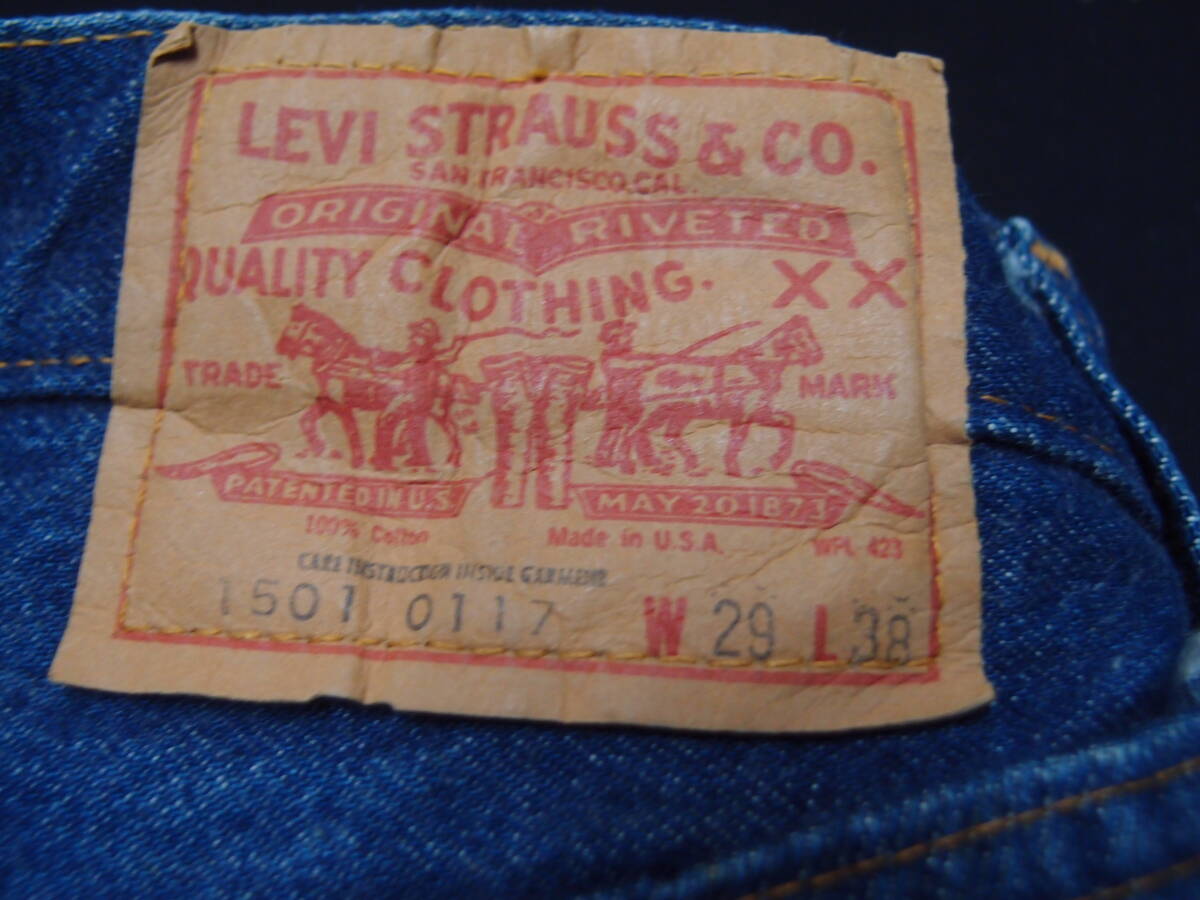 LEVI STRAUSS & CO.
SAN FRANCISCO, CAL.
ORIGINAL RIVETED
QUALITY CLOTHING. XX
TRADE MARK
PATENTED IN U.S. MAY 20 1873
100% Cotton Made in U.S.A. WPL 423
CARE INSTRUCTION INSIDE GARMENT
1501 0117 W 29 L 38